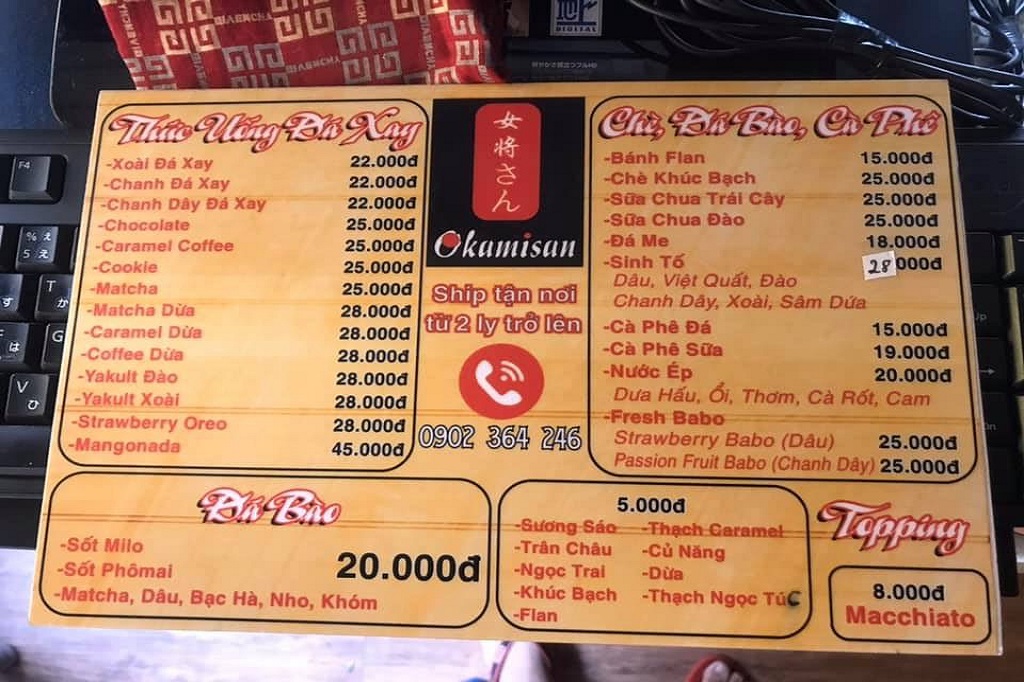 DIGITAL
Thức Uống Đá Xay
-Xoài Đá Xay 22.000đ
-Chanh Đá Xay 22.000đ
-Chanh Dây Đá Xay 22.000đ
-Chocolate 25.000đ
-Caramel Coffee 25.000đ
-Cookie 25.000đ
-Matcha 25.000đ
-Matcha Dừa 28.000đ
-Caramel Dừa 28.000đ
-Coffee Dừa 28.000đ
-Yakult Đào 28.000đ
-Yakult Xoài 28.000đ
-Strawberry Oreo 28.000đ
-Mangonada 45.000đ
女将さん
Okamisan
Ship tận nơi
từ 2 ly trở lên
0902 364 246
Chè, Đá Bào, Cà Phê
-Bánh Flan 15.000đ
-Chè Khúc Bạch 25.000đ
-Sữa Chua Trái Cây 25.000đ
-Sữa Chua Đào 25.000đ
-Đá Me 18.000đ
-Sinh Tố 28.000đ
Dâu, Việt Quất, Đào
Chanh Dây, Xoài, Sâm Dứa
-Cà Phê Đá 15.000đ
-Cà Phê Sữa 19.000đ
-Nước Ép 20.000đ
Dưa Hấu, Ổi, Thơm, Cà Rốt, Cam
-Fresh Babo
Strawberry Babo (Dâu) 25.000đ
Passion Fruit Babo (Chanh Dây) 25.000đ
Đá Bào
-Sốt Milo
-Sốt Phômai
-Matcha, Dâu, Bạc Hà, Nho, Khóm
20.000đ
5.000đ
-Sương Sáo -Thạch Caramel
-Trân Châu -Củ Năng
-Ngọc Trai -Dừa
-Khúc Bạch -Thạch Ngọc Túc
-Flan
Topping
8.000đ
Macchiato
F4